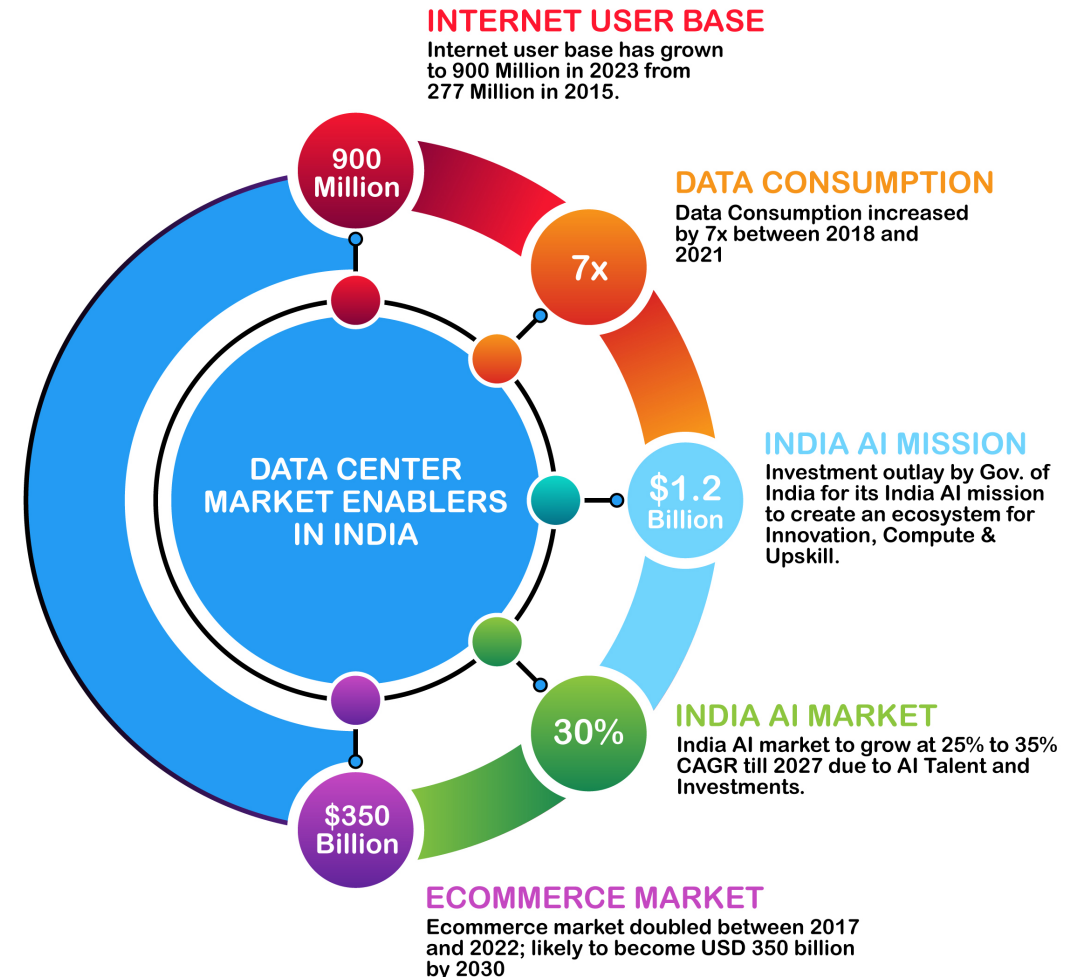 INTERNET USER BASE
Internet user base has grown
to 900 Million in 2023 from
277 Million in 2015.
900
Million
DATA CONSUMPTION
Data Consumption increased
by 7x between 2018 and
2021
7x
DATA CENTER
MARKET ENABLERS
IN INDIA
INDIA AI MISSION
Investment outlay by Gov. of
India for its India AI mission
to create an ecosystem for
Innovation, Compute &
Upskill.
$1.2
Billion
INDIA AI MARKET
India AI market to grow at 25% to 35%
CAGR till 2027 due to AI Talent and
Investments.
30%
$350
Billion
ECOMMERCE MARKET
Ecommerce market doubled between 2017
and 2022; likely to become USD 350 billion
by 2030